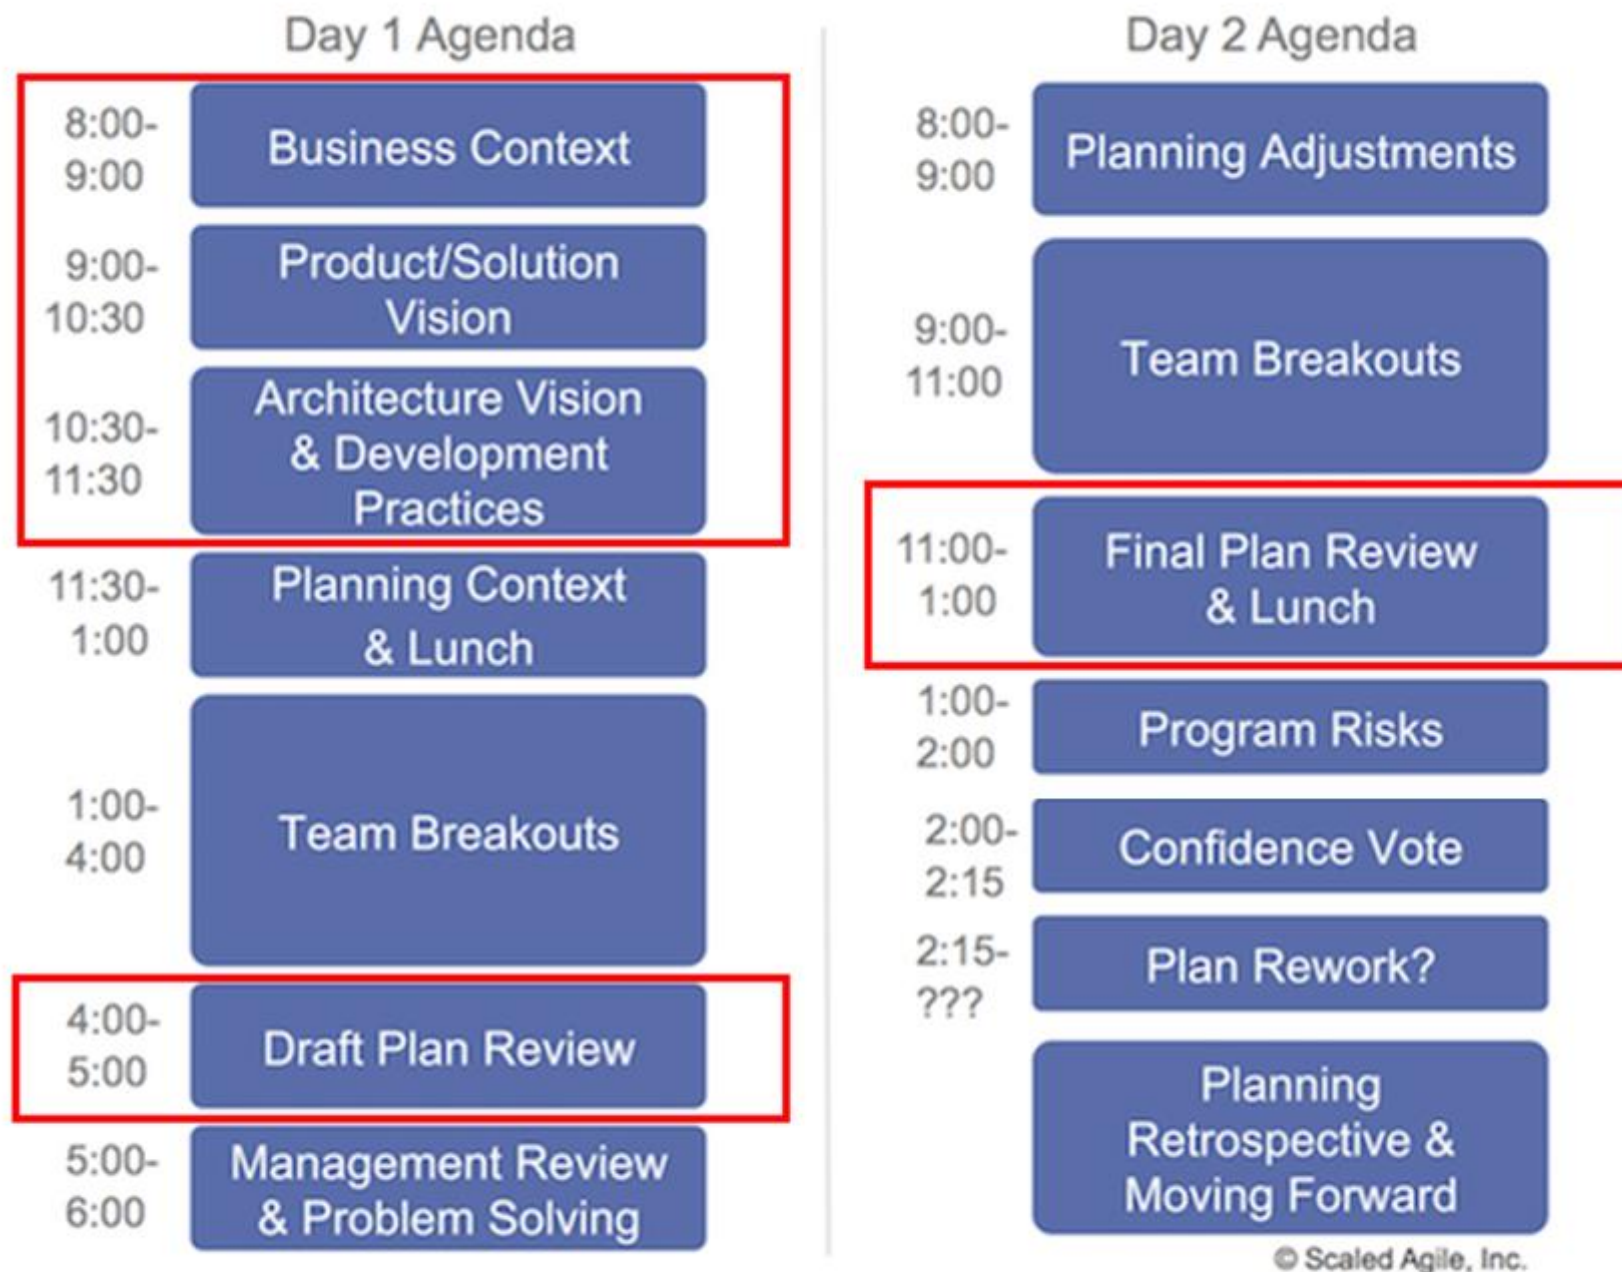 Day 1 Agenda
8:00-
9:00
Business Context
9:00-
10:30
Product/Solution
Vision
10:30-
11:30
Architecture Vision
& Development
Practices
11:30-
1:00
Planning Context
& Lunch
1:00-
4:00
Team Breakouts
4:00-
5:00
Draft Plan Review
5:00-
6:00
Management Review
& Problem Solving
Day 2 Agenda
8:00-
9:00
Planning Adjustments
9:00-
11:00
Team Breakouts
11:00-
1:00
Final Plan Review
& Lunch
1:00-
2:00
Program Risks
2:00-
2:15
Confidence Vote
2:15-
???
Plan Rework?
Planning
Retrospective &
Moving Forward
© Scaled Agile, Inc.